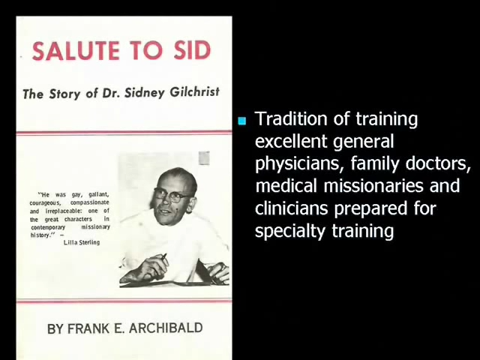 SALUTE TO SID
The Story of Dr. Sidney Gilchrist
"He was gay, gallant,
courageous, compassionate
and irreplaceable: one of
the great characters in
contemporary missionary
history." –
Lilla Sterling
BY FRANK E. ARCHIBALD
Tradition of training
excellent general
physicians, family doctors,
medical missionaries and
clinicians prepared for
specialty training